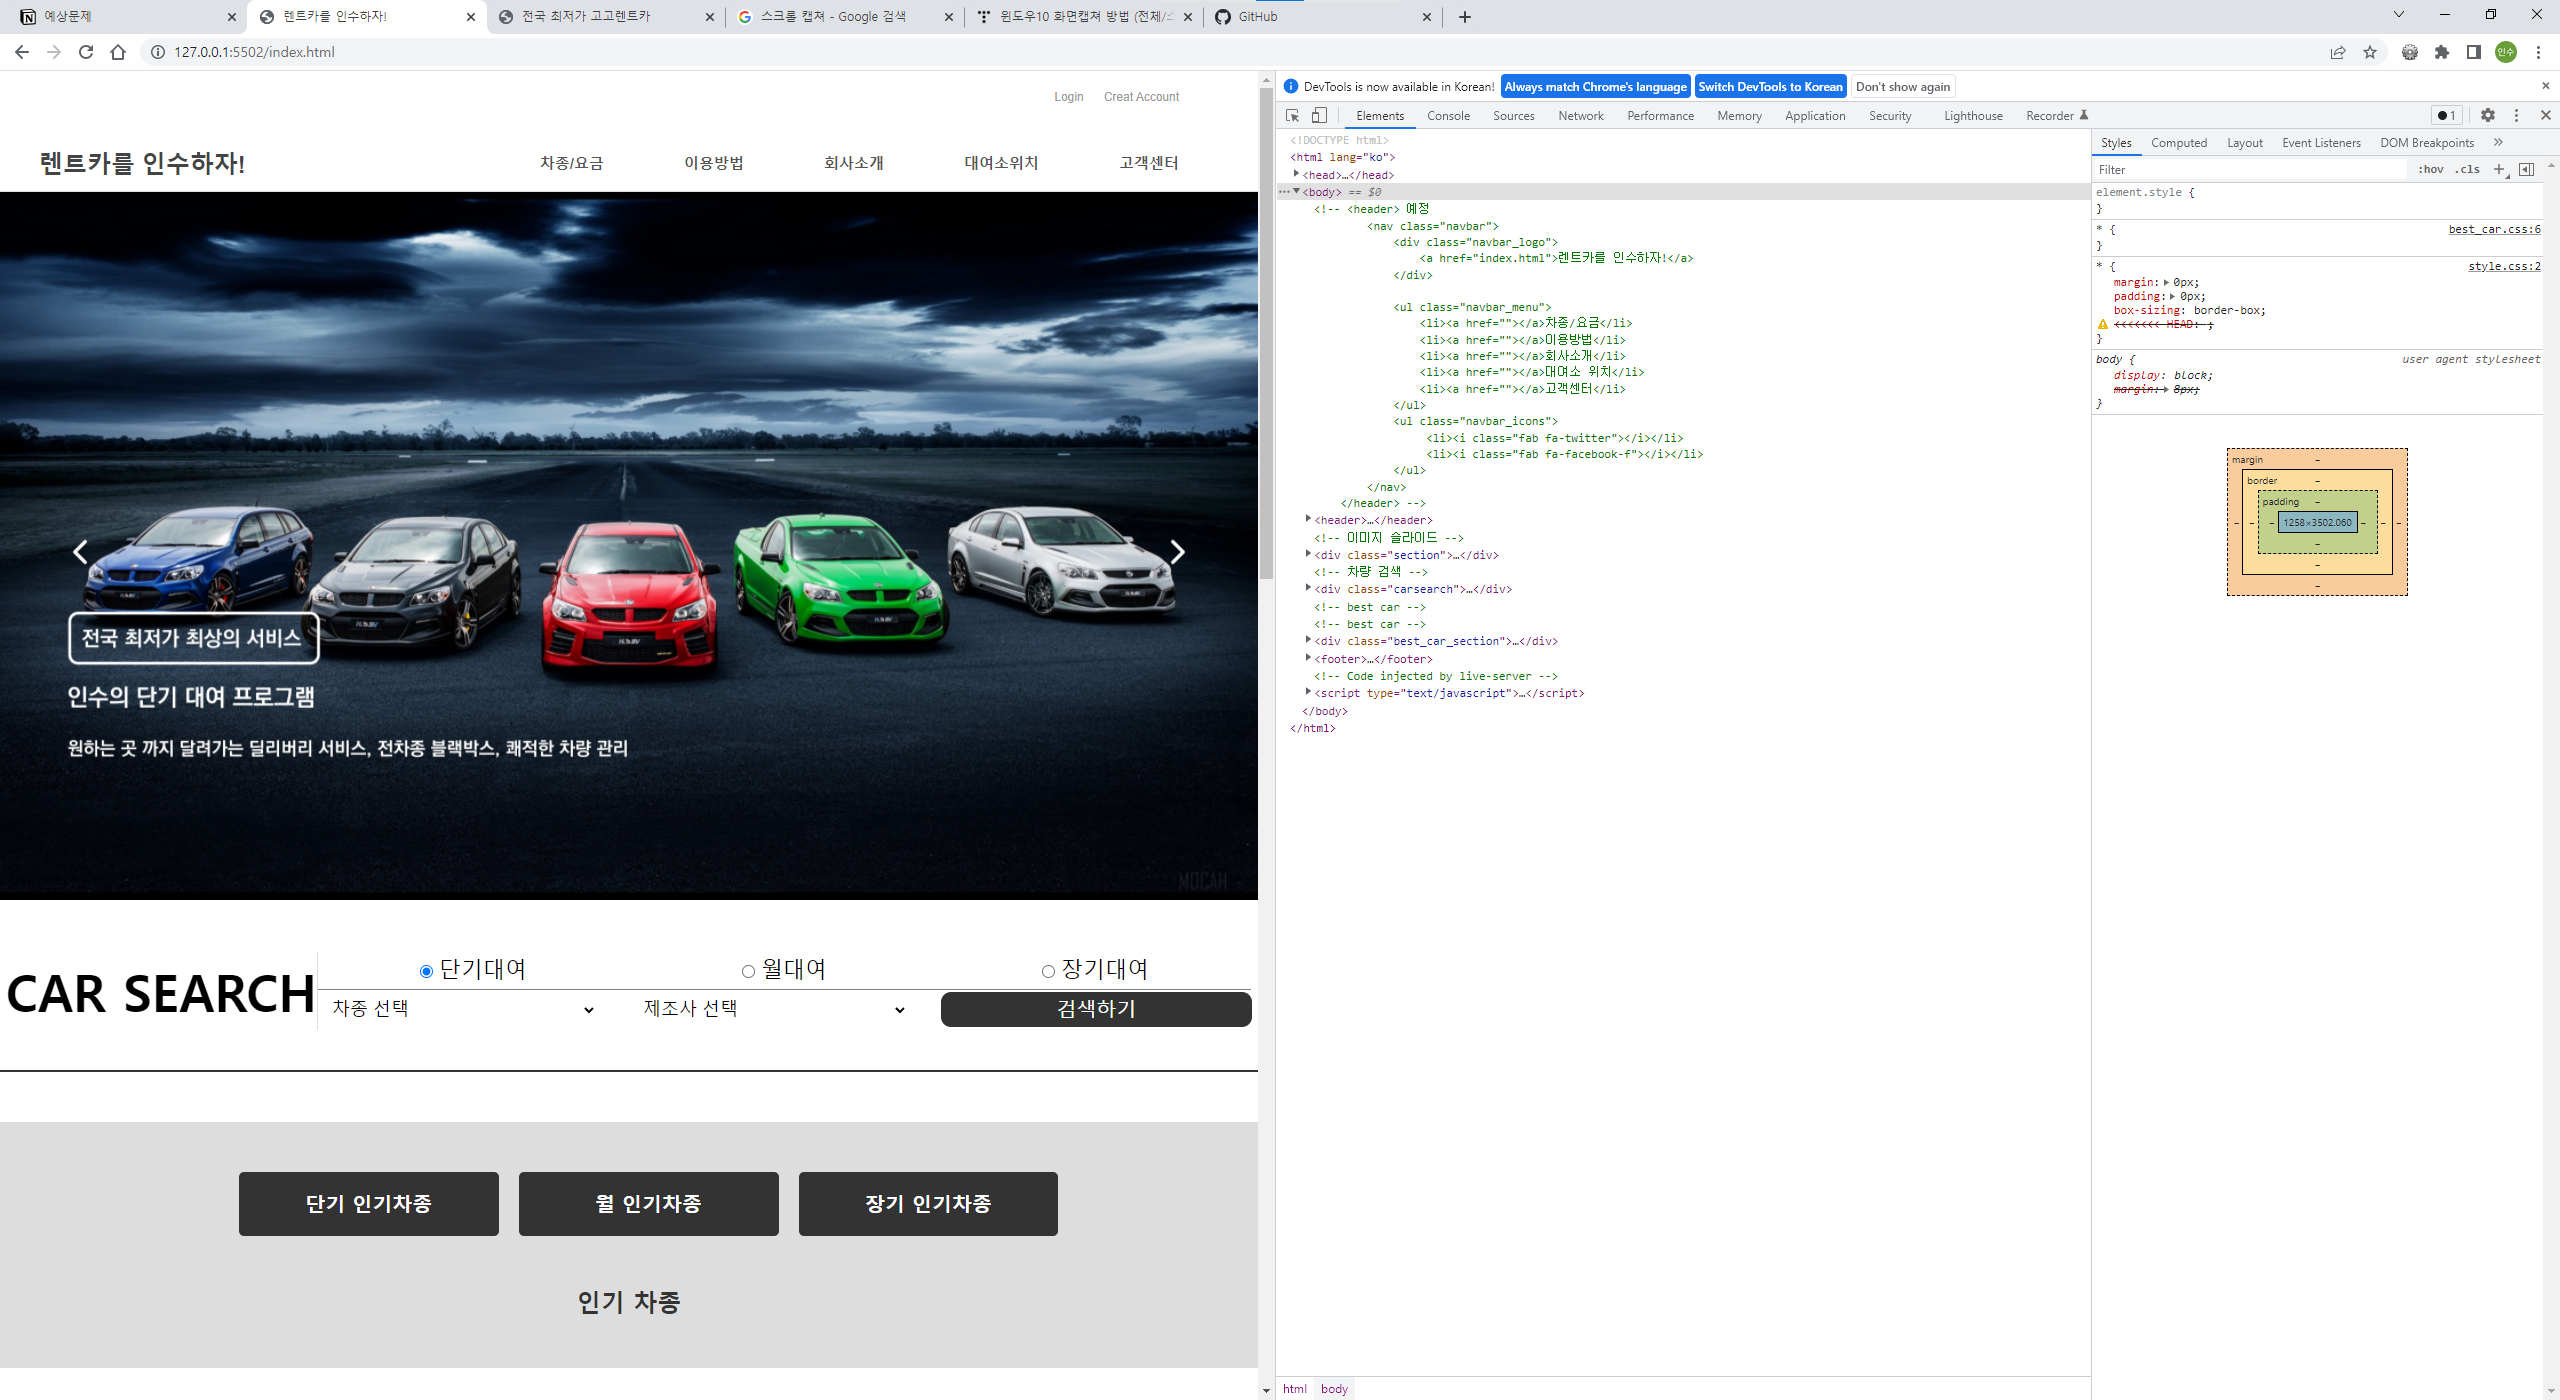 예상문제
렌트카를 인수하자!
전국 최저가 고고렌트카
스크롤 캡쳐 - Google 검색
윈도우10 화면캡쳐 방법 (전체/
GitHub
127.0.0.1:5502/index.html
인수
Login Creat Account
렌트카를 인수하자! 차종/요금 이용방법 회사소개 대여소위치 고객센터
전국 최저가 최상의 서비스
인수의 단기 대여 프로그램
원하는 곳 까지 달려가는 딜리버리 서비스, 전차종 블랙박스, 쾌적한 차량 관리
MOCAH
CAR SEARCH
단기대여 월대여 장기대여
차종 선택 제조사 선택 검색하기
단기 인기차종 월 인기차종 장기 인기차종
인기 차종
DevTools is now available in Korean! Always match Chrome's language Switch DevTools to Korean Don't show again
Elements Console Sources Network Performance Memory Application Security Lighthouse Recorder 1
<!DOCTYPE html>
<html lang="ko">
<head>…</head>
<body> == $0
<!-- <header> 예정
<nav class="navbar">
<div class="navbar_logo">
<a href="index.html">렌트카를 인수하자!</a>
</div>
<ul class="navbar_menu">
<li><a href=""></a>차종/요금</li>
<li><a href=""></a>이용방법</li>
<li><a href=""></a>회사소개</li>
<li><a href=""></a>대여소 위치</li>
<li><a href=""></a>고객센터</li>
</ul>
<ul class="navbar_icons">
<li><i class="fab fa-twitter"></i></li>
<li><i class="fab fa-facebook-f"></i></li>
</ul>
</nav>
</header> -->
<header>…</header>
<!-- 이미지 슬라이드 -->
<div class="section">…</div>
<!-- 차량 검색 -->
<div class="carsearch">…</div>
<!-- best car -->
<!-- best car -->
<div class="best_car_section">…</div>
<footer>…</footer>
<!-- Code injected by live-server -->
<script type="text/javascript">…</script>
</body>
</html>
html body
Styles Computed Layout Event Listeners DOM Breakpoints »
Filter :hov .cls
element.style {
}
* { best_car.css:6
}
* { style.css:2
margin: 0px;
padding: 0px;
box-sizing: border-box;
<<<<<<< HEAD: ;
}
body { user agent stylesheet
display: block;
margin: 8px;
}
margin –
border –
padding –
– – – 1258×3502.060 – – –
–
–
–